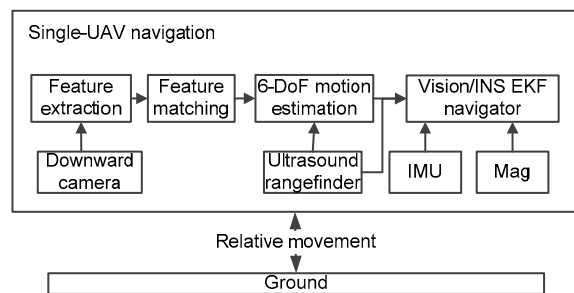 Single-UAV navigation
Feature
extraction
Feature
matching
6-DoF motion
estimation
Vision/INS EKF
navigator
Downward
camera
Ultrasound
rangefinder
IMU
Mag
Relative movement
Ground